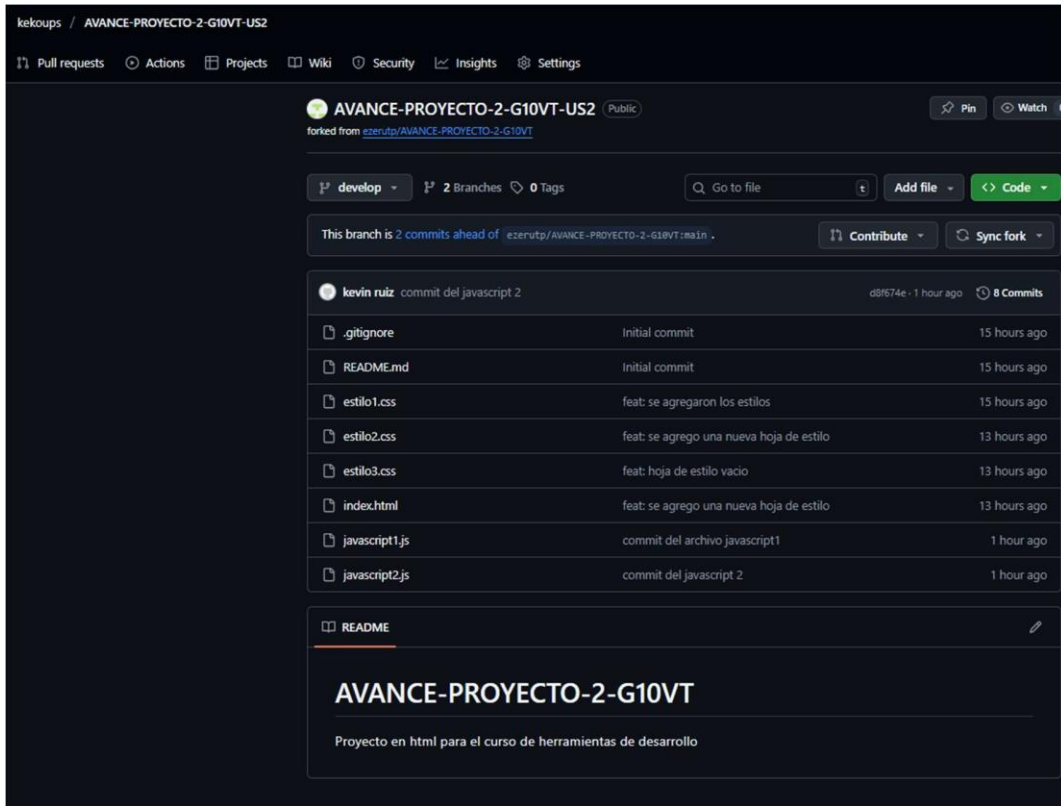 kekoups / AVANCE-PROYECTO-2-G10VT-US2
Pull requests Actions Projects Wiki Security Insights Settings
AVANCE-PROYECTO-2-G10VT-US2 Public Pin Watch
forked from ezerutp/AVANCE-PROYECTO-2-G10VT
develop 2 Branches 0 Tags Go to file t Add file <> Code
This branch is 2 commits ahead of ezerutp/AVANCE-PROYECTO-2-G10VT:main . Contribute Sync fork
kevin ruiz commit del javascript 2 d8f674e · 1 hour ago 8 Commits
.gitignore Initial commit 15 hours ago
README.md Initial commit 15 hours ago
estilo1.css feat: se agregaron los estilos 15 hours ago
estilo2.css feat: se agrego una nueva hoja de estilo 13 hours ago
estilo3.css feat: hoja de estilo vacio 13 hours ago
index.html feat: se agrego una nueva hoja de estilo 13 hours ago
javascript1.js commit del archivo javascript1 1 hour ago
javascript2.js commit del javascript 2 1 hour ago
README
AVANCE-PROYECTO-2-G10VT
Proyecto en html para el curso de herramientas de desarrollo